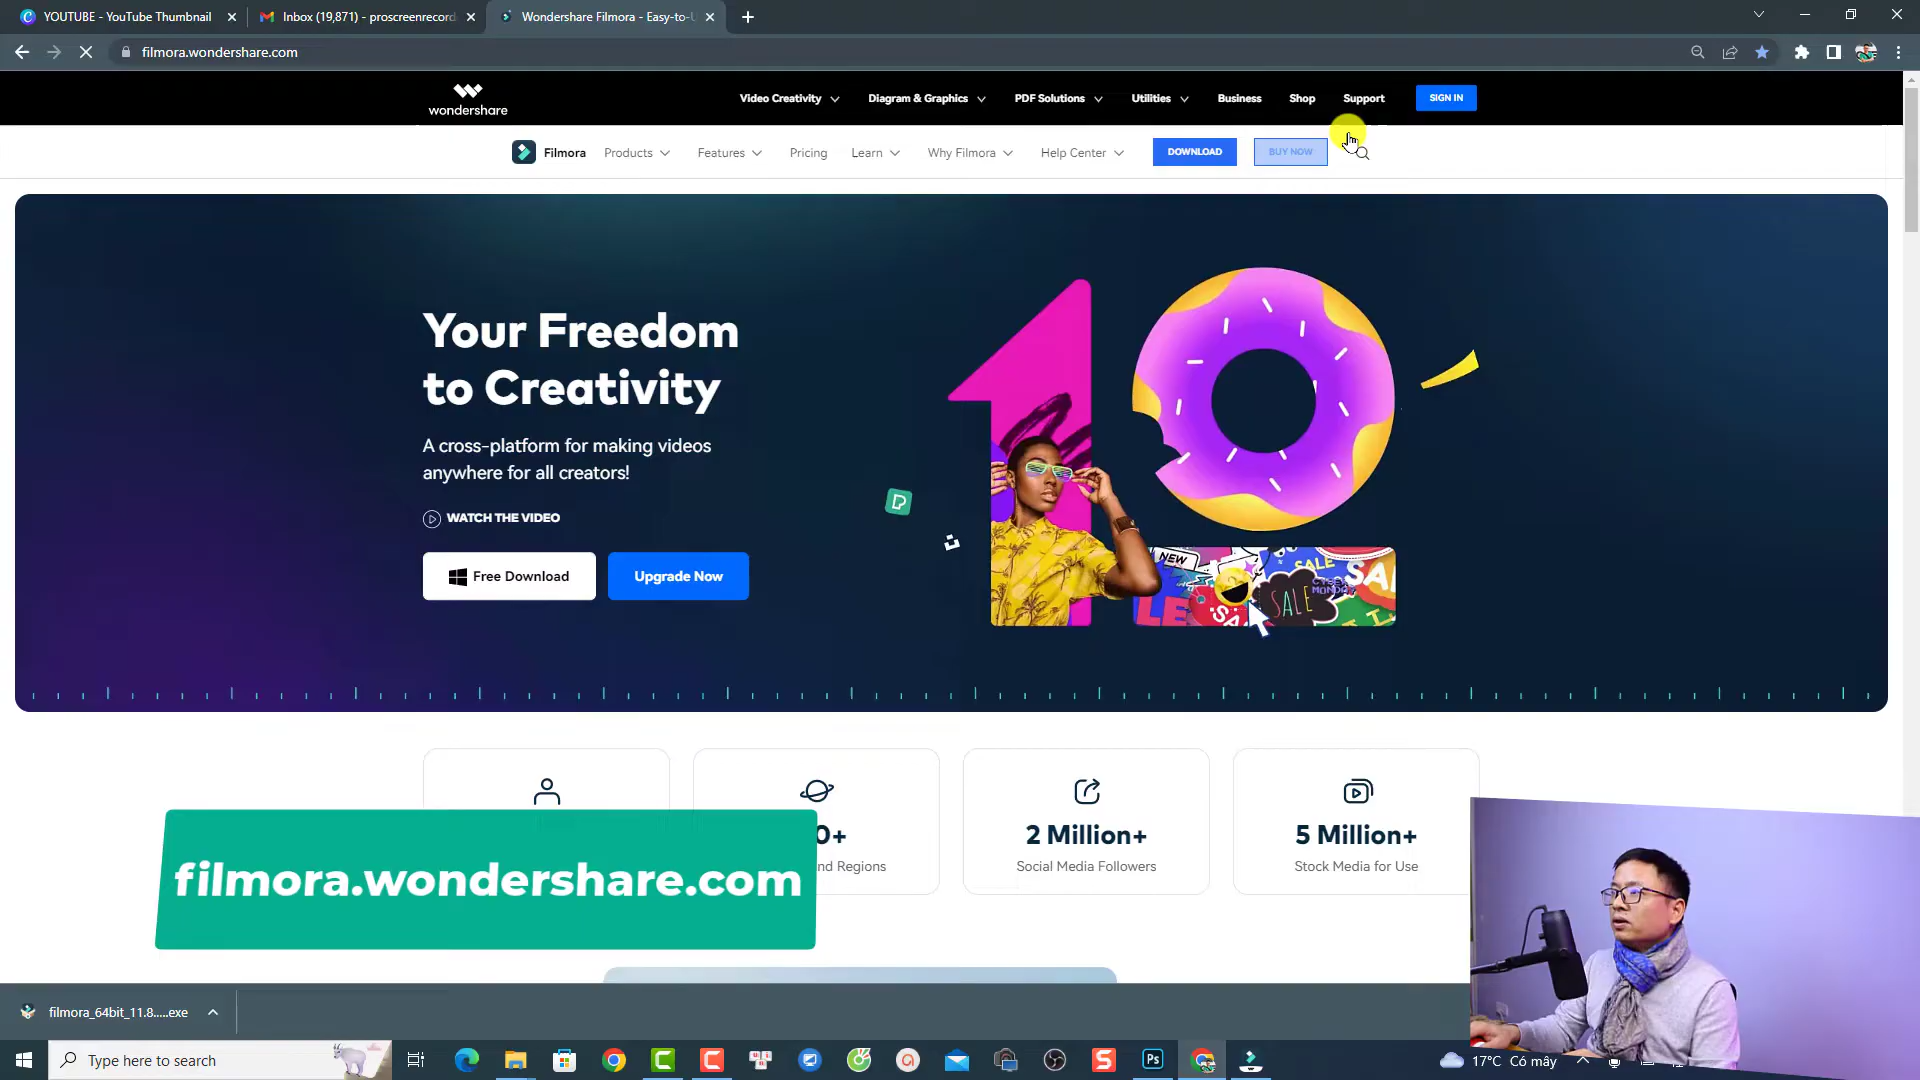 YOUTUBE - YouTube Thumbnail
Inbox (19,871) - proscreenrecord
Wondershare Filmora - Easy-to-U
filmora.wondershare.com
wondershare
Video Creativity
Diagram & Graphics
PDF Solutions
Utilities
Business
Shop
Support
SIGN IN
Filmora
Products
Features
Pricing
Learn
Why Filmora
Help Center
DOWNLOAD
BUY NOW
Your Freedom
to Creativity
A cross-platform for making videos
anywhere for all creators!
WATCH THE VIDEO
Free Download
Upgrade Now
NEW
SALE
SALE
0+
2 Million+
5 Million+
nd Regions
Social Media Followers
Stock Media for Use
filmora.wondershare.com
filmora_64bit_11.8.....exe
Type here to search
Ps
17°C Có mây